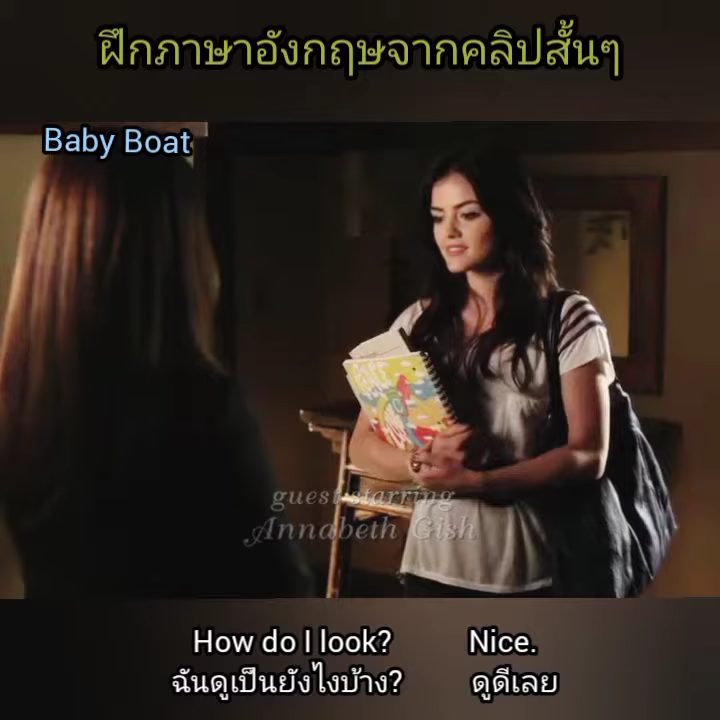 ฝึกภาษาอังกฤษจากคลิปสั้นๆ
Baby Boat
guest starring
Annabeth Gish
How do I look? Nice.
ฉันดูเป็นยังไงบ้าง? ดูดีเลย